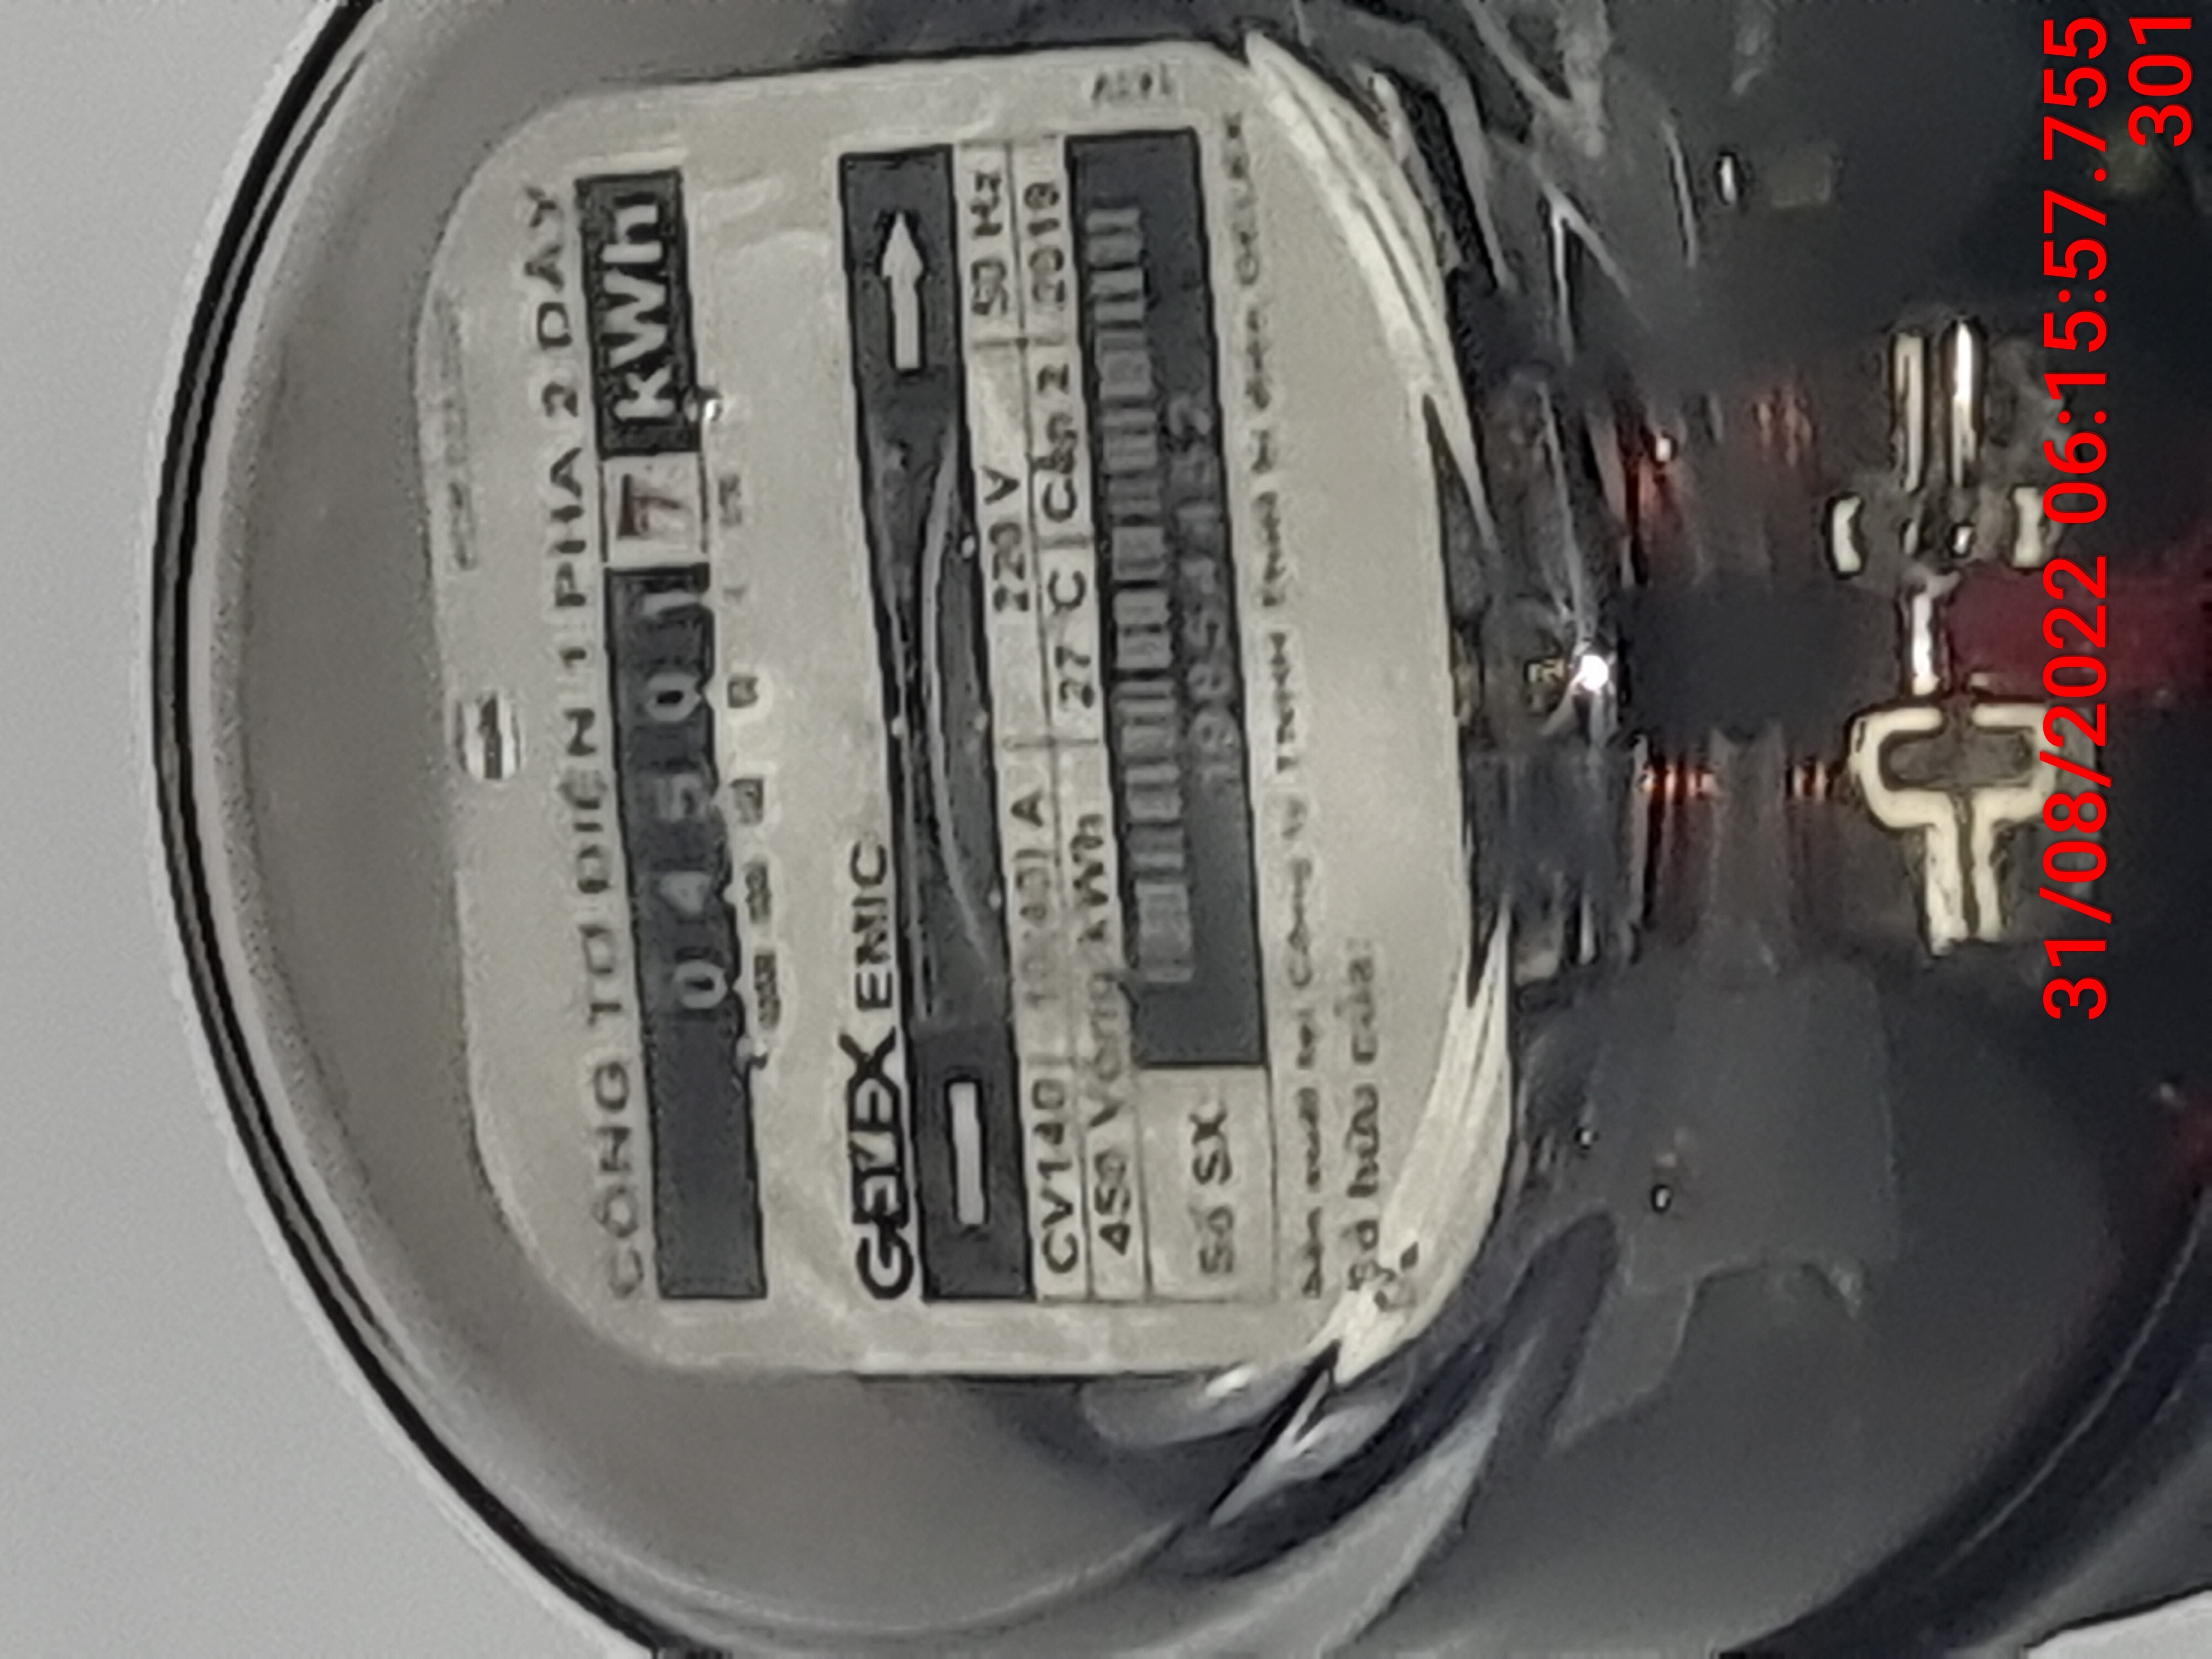 CÔNG TƠ ĐIỆN 1 PHA 2 DÂY
0 4 5 0 1 7 kWh
GELEX EMIC
CV140 10(40)A 220 V 50 Hz
450 Vòng/kWh 27°C Cấp 2 2019
Số SX
Sở hữu của:
31/08/2022 06:15:57.755
301